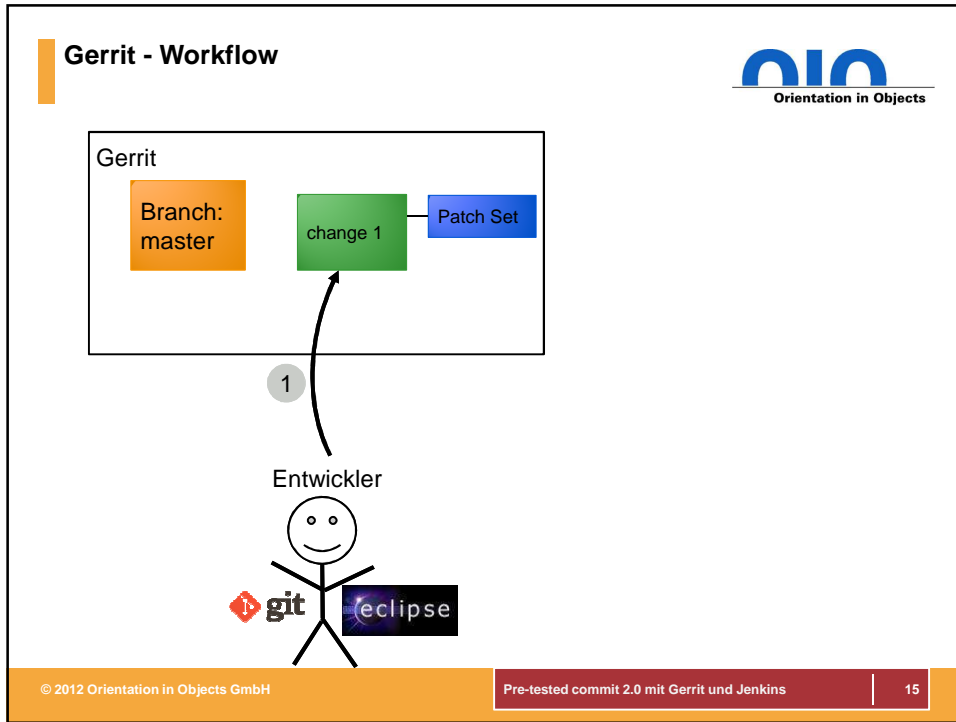 Gerrit - Workflow
OIO
Orientation in Objects
Gerrit
Branch:
master
change 1
Patch Set
1
Entwickler
git
eclipse
© 2012 Orientation in Objects GmbH
Pre-tested commit 2.0 mit Gerrit und Jenkins
15